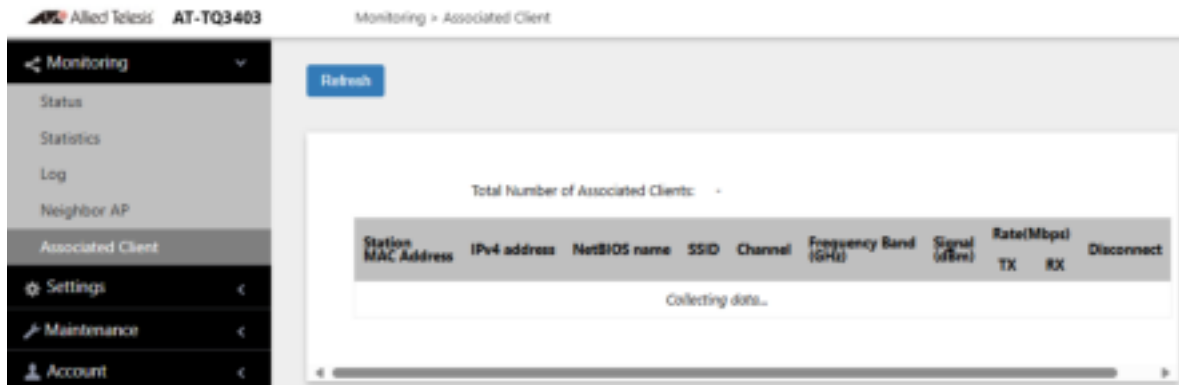 Allied Telesis AT-TQ3403
Monitoring > Associated Client
Monitoring
Status
Statistics
Log
Neighbor AP
Associated Client
Settings
Maintenance
Account
Refresh
Total Number of Associated Clients: -
Station MAC Address IPv4 address NetBIOS name SSID Channel Frequency Band (GHz) Signal (dBm) Rate(Mbps) TX RX Disconnect
Collecting data...